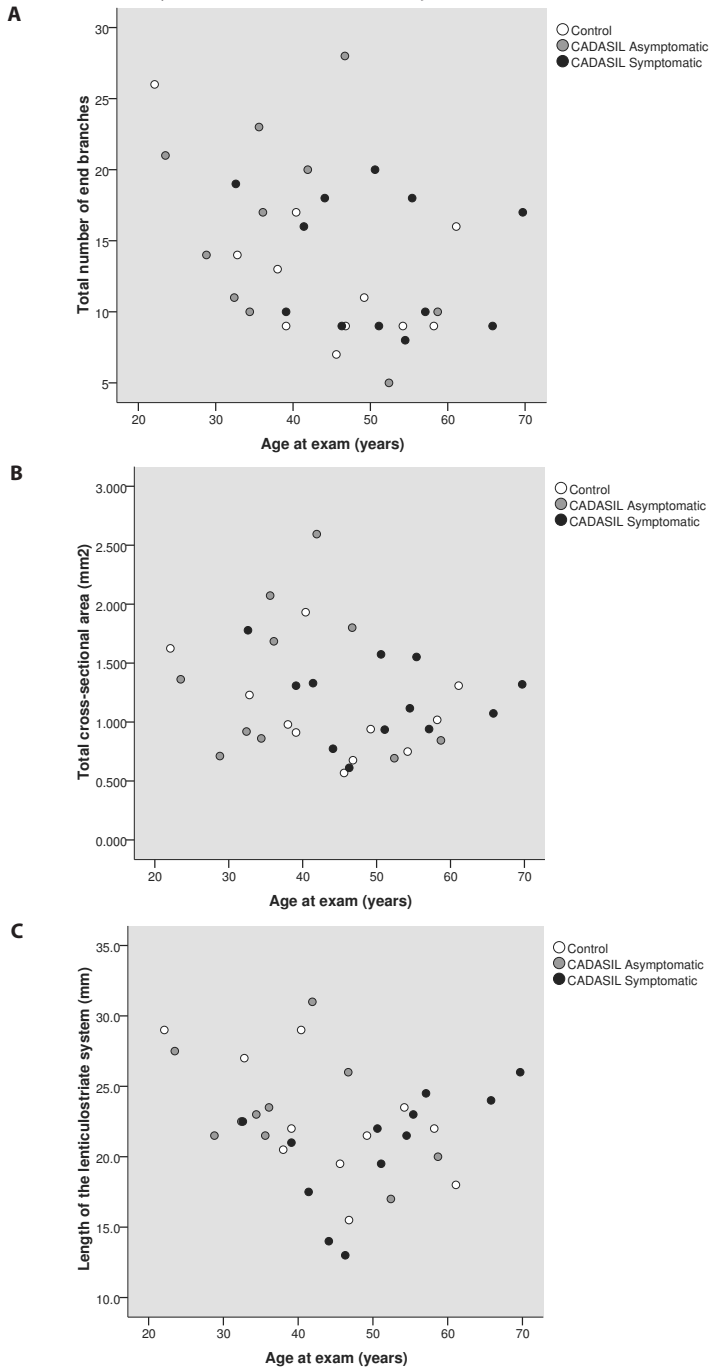 A
Total number of end branches
30
25
20
15
10
5
20 30 40 50 60 70
Age at exam (years)
Control
CADASIL Asymptomatic
CADASIL Symptomatic
B
Total cross-sectional area (mm2)
3.000
2.500
2.000
1.500
1.000
0.500
0.000
20 30 40 50 60 70
Age at exam (years)
Control
CADASIL Asymptomatic
CADASIL Symptomatic
C
Length of the lenticulostriate system (mm)
35.0
30.0
25.0
20.0
15.0
10.0
20 30 40 50 60 70
Age at exam (years)
Control
CADASIL Asymptomatic
CADASIL Symptomatic